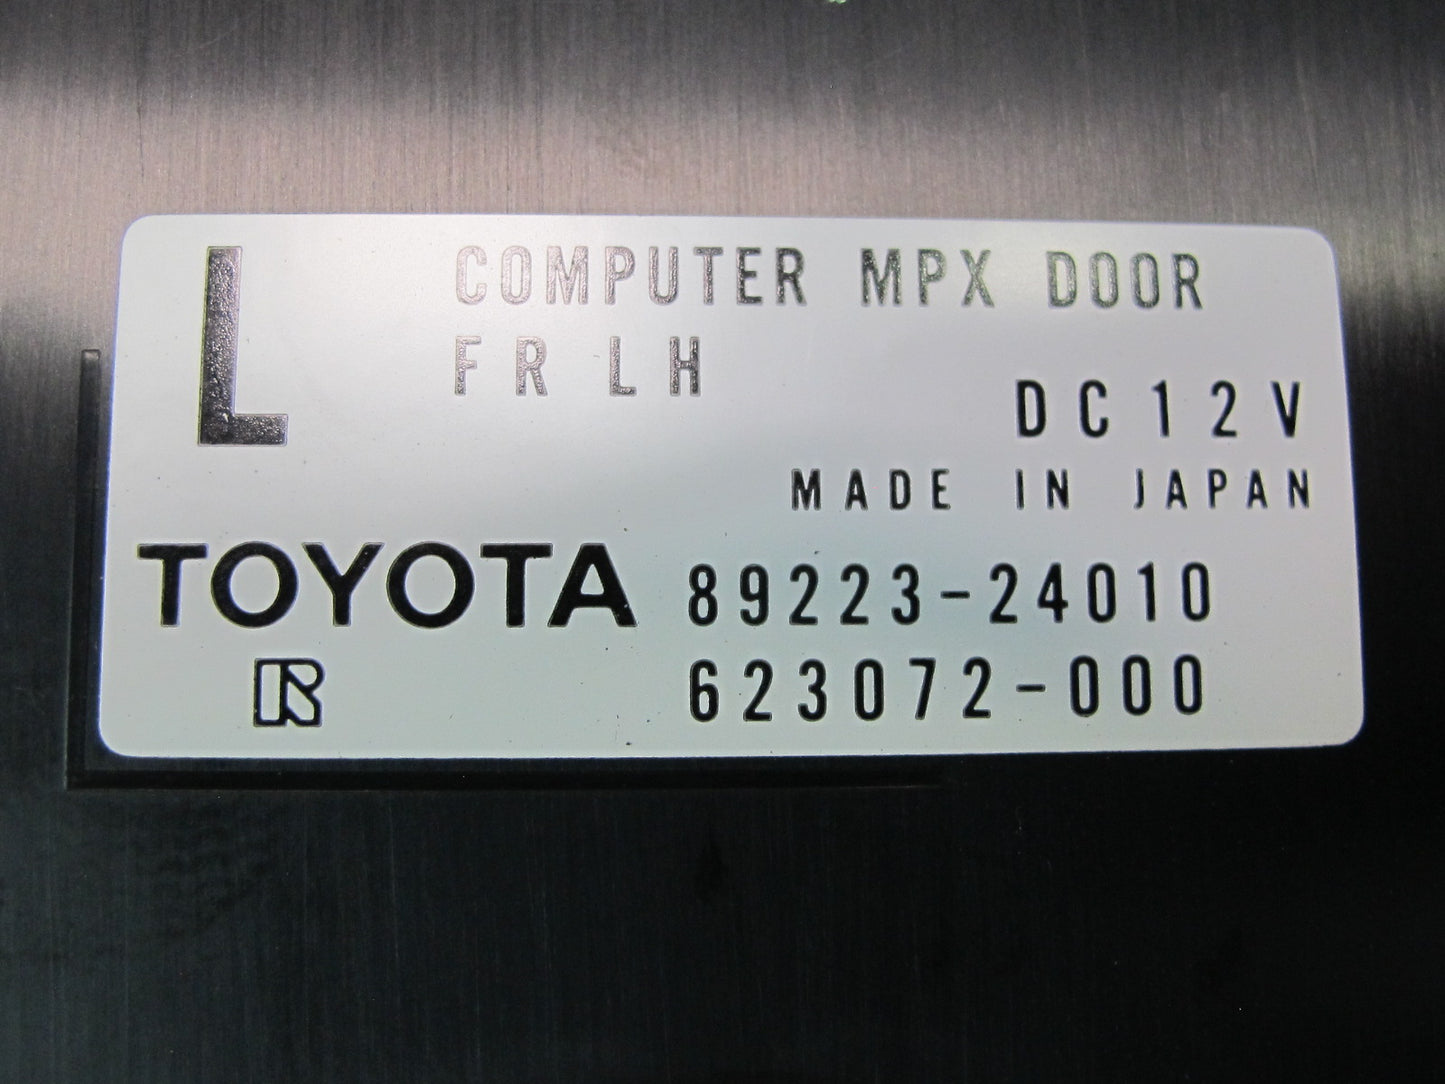 L COMPUTER MPX DOOR
FR LH
DC12V
MADE IN JAPAN
TOYOTA 89223-24010
R 623072-000